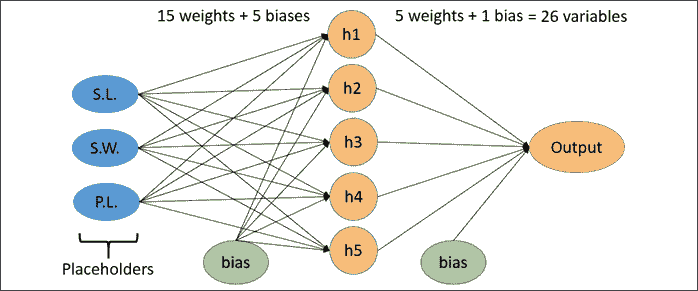 15 weights + 5 biases
5 weights + 1 bias = 26 variables
h1
h2
h3
h4
h5
S.L.
S.W.
P.L.
Placeholders
bias
bias
Output